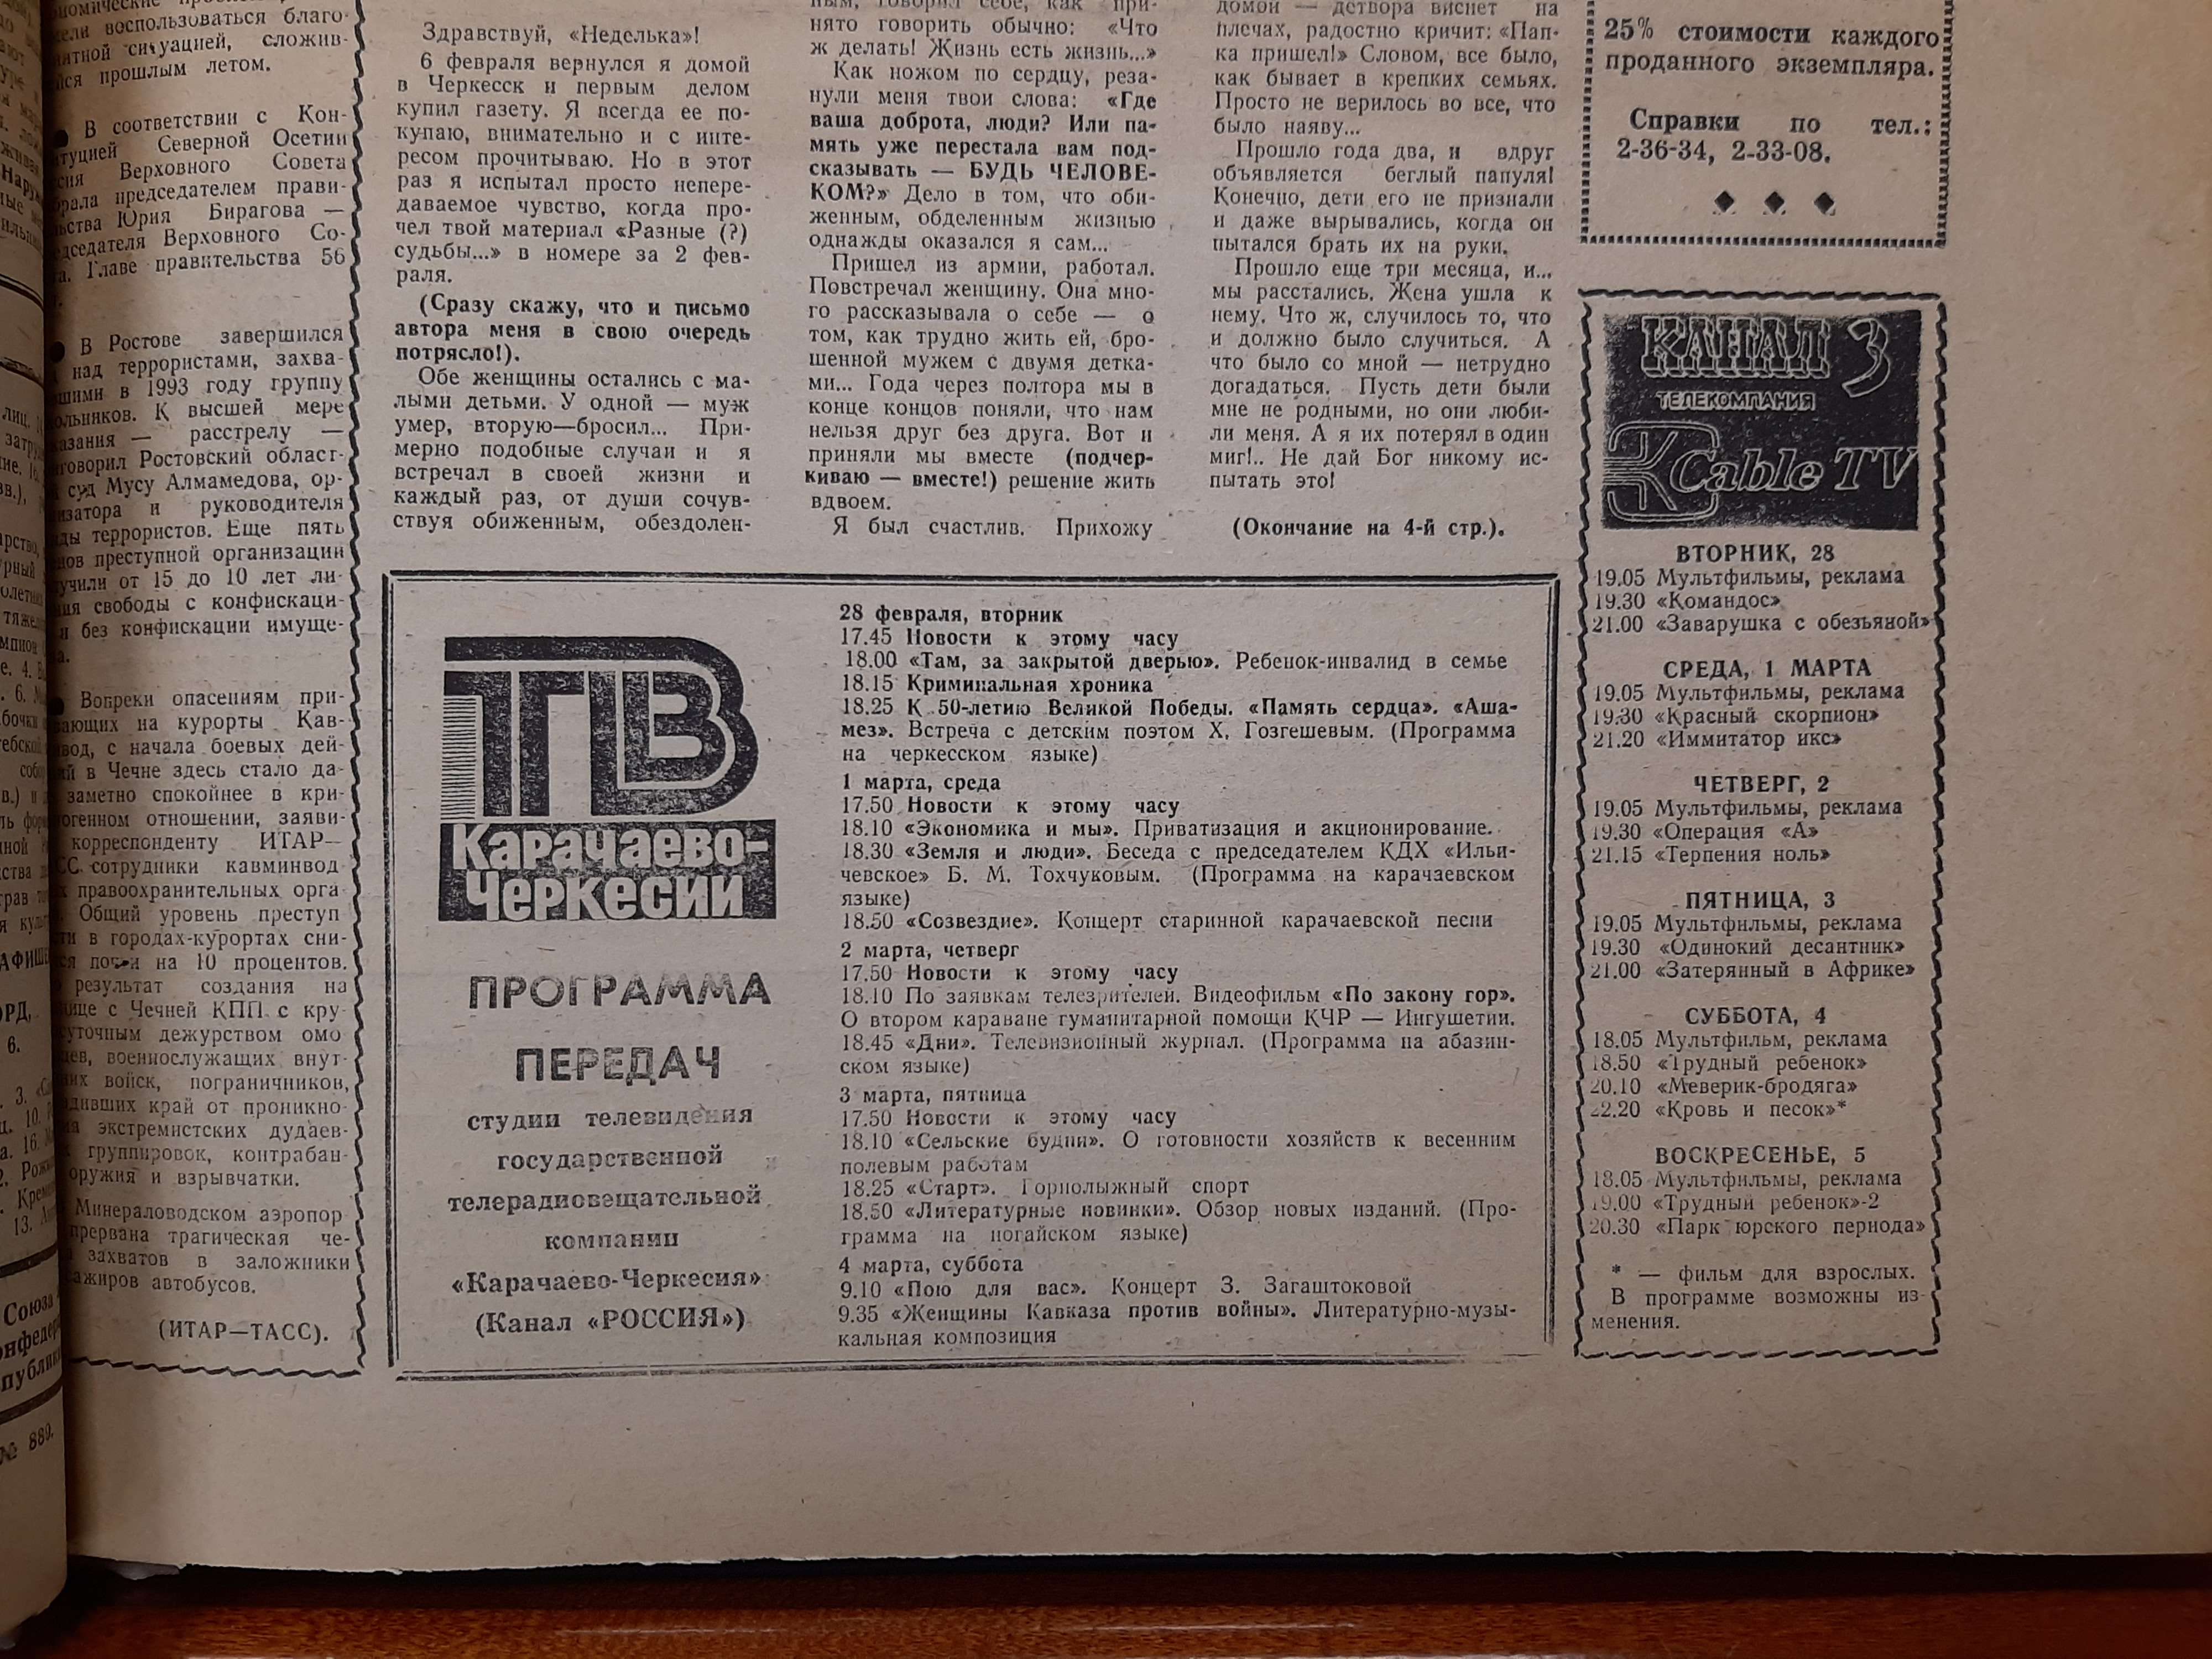 номические
воспользоваться благо-
ситуацией, сложив-
прошлым летом.
В соответствии с Кон-
Северной Осетии
Верховного Совета
председателем прави-
Юрия Бирагова —
Верховного Со-
Главе правительства 56
В Ростове завершился
над террористами, захва-
в 1993 году группу
К высшей мере
— расстрелу —
Ростовский област-
суд Мусу Алмамедова, ор-
и руководителя
террористов. Еще пять
преступной организации
от 15 до 10 лет ли-
свободы с конфискаци-
без конфискации имуще-
Вопреки опасениям при-
на курорты Кав-
с начала боевых дей-
в Чечне здесь стало да-
заметно спокойнее в кри-
отношении, заяви-
корреспонденту ИТАР—
сотрудники кавминвод
правоохранительных орга
Общий уровень преступ
в городах-курортах сни-
почти на 10 процентов.
результат создания на
с Чечней КПП с кру-
дежурством омо
военнослужащих внут-
войск, пограничников,
край от проникно-
экстремистских дудаев-
группировок, контрабан-
оружия и взрывчатки.
Минераловодском аэропор
прервана трагическая че-
захватов в заложники
автобусов.
(ИТАР—ТАСС).
Здравствуй, «Неделька»!
6 февраля вернулся я домой
в Черкесск и первым делом
купил газету. Я всегда ее по-
купаю, внимательно и с инте-
ресом прочитываю. Но в этот
раз я испытал просто непере-
даваемое чувство, когда про-
чел твой материал «Разные (?)
судьбы...» в номере за 2 фев-
раля.
(Сразу скажу, что и письмо
автора меня в свою очередь
потрясло!).
Обе женщины остались с ма-
лыми детьми. У одной — муж
умер, вторую—бросил... При-
мерно подобные случаи и я
встречал в своей жизни и
каждый раз, от души сочув-
ствуя обиженным, обездолен-
ным, говорил себе, как при-
нято говорить обычно: «Что
ж делать! Жизнь есть жизнь...»
Как ножом по сердцу, реза-
нули меня твои слова: «Где
ваша доброта, люди? Или па-
мять уже перестала вам под-
сказывать — БУДЬ ЧЕЛОВЕ-
КОМ?» Дело в том, что оби-
женным, обделенным жизнью
однажды оказался я сам...
Пришел из армии, работал.
Повстречал женщину. Она мно-
го рассказывала о себе — о
том, как трудно жить ей, бро-
шенной мужем с двумя детка-
ми... Года через полтора мы в
конце концов поняли, что нам
нельзя друг без друга. Вот и
приняли мы вместе (подчер-
киваю — вместе!) решение жить
вдвоем.
Я был счастлив. Прихожу
домой — детвора виснет на
плечах, радостно кричит: «Пап-
ка пришел!» Словом, все было,
как бывает в крепких семьях.
Просто не верилось во все, что
было наяву...
Прошло года два, и вдруг
объявляется беглый папуля!
Конечно, дети его не признали
и даже вырывались, когда он
пытался брать их на руки.
Прошло еще три месяца, и...
мы расстались. Жена ушла к
нему. Что ж, случилось то, что
и должно было случиться. А
что было со мной — нетрудно
догадаться. Пусть дети были
мне не родными, но они люби-
ли меня. А я их потерял в один
миг!.. Не дай Бог никому ис-
пытать это!
(Окончание на 4-й стр.).
25% стоимости каждого
проданного экземпляра.
Справки по тел.:
2-36-34, 2-33-08.
ТВ
Карачаево-
Черкесии
ПРОГРАММА
ПЕРЕДАЧ
студии телевидения
государственной
телерадиовещательной
компании
«Карачаево-Черкесия»
(Канал «РОССИЯ»)
28 февраля, вторник
17.45 Новости к этому часу
18.00 «Там, за закрытой дверью». Ребенок-инвалид в семье
18.15 Криминальная хроника
18.25 К 50-летию Великой Победы. «Память сердца». «Аша-
мез». Встреча с детским поэтом Х, Гозгешевым. (Программа
на черкесском языке)
1 марта, среда
17.50 Новости к этому часу
18.10 «Экономика и мы». Приватизация и акционирование.
18.30 «Земля и люди». Беседа с председателем КДХ «Ильи-
чевское» Б. М. Тохчуковым. (Программа на карачаевском
языке)
18.50 «Созвездие». Концерт старинной карачаевской песни
2 марта, четверг
17.50 Новости к этому часу
18.10 По заявкам телезрителей. Видеофильм «По закону гор».
О втором караване гуманитарной помощи КЧР — Ингушетии.
18.45 «Дни». Телевизионный журнал. (Программа на абазин-
ском языке)
3 марта, пятница
17.50 Новости к этому часу
18.10 «Сельские будни». О готовности хозяйств к весенним
полевым работам
18.25 «Старт». Горнолыжный спорт
18.50 «Литературные новинки». Обзор новых изданий. (Про-
грамма на ногайском языке)
4 марта, суббота
9.10 «Пою для вас». Концерт З. Загаштоковой
9.35 «Женщины Кавказа против войны». Литературно-музы-
кальная композиция
КАНАЛ 3
ТЕЛЕКОМПАНИЯ
Cable TV
ВТОРНИК, 28
19.05 Мультфильмы, реклама
19.30 «Командос»
21.00 «Заварушка с обезьяной»
СРЕДА, 1 МАРТА
19.05 Мультфильмы, реклама
19.30 «Красный скорпион»
21.20 «Иммитатор икс»
ЧЕТВЕРГ, 2
19.05 Мультфильмы, реклама
19.30 «Операция «А»
21.15 «Терпения ноль»
ПЯТНИЦА, 3
19.05 Мультфильмы, реклама
19.30 «Одинокий десантник»
21.00 «Затерянный в Африке»
СУББОТА, 4
18.05 Мультфильм, реклама
18.50 «Трудный ребенок»
20.10 «Меверик-бродяга»
22.20 «Кровь и песок»*
ВОСКРЕСЕНЬЕ, 5
18.05 Мультфильмы, реклама
19.00 «Трудный ребенок»-2
20.30 «Парк юрского периода»
* — фильм для взрослых.
В программе возможны из-
менения.
№ 889.